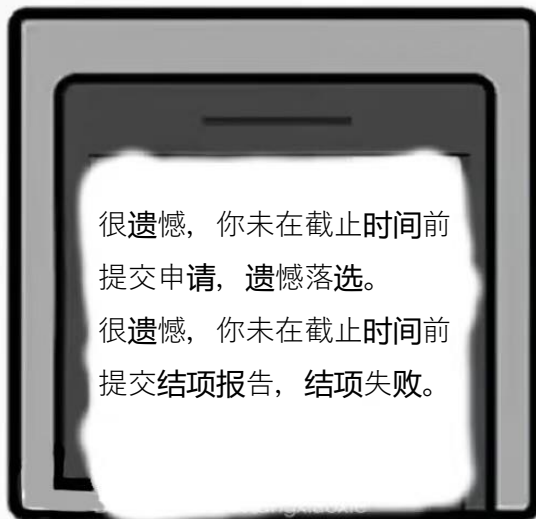 很遗憾，你未在截止时间前
提交申请，遗憾落选。
很遗憾，你未在截止时间前
提交结项报告，结项失败。